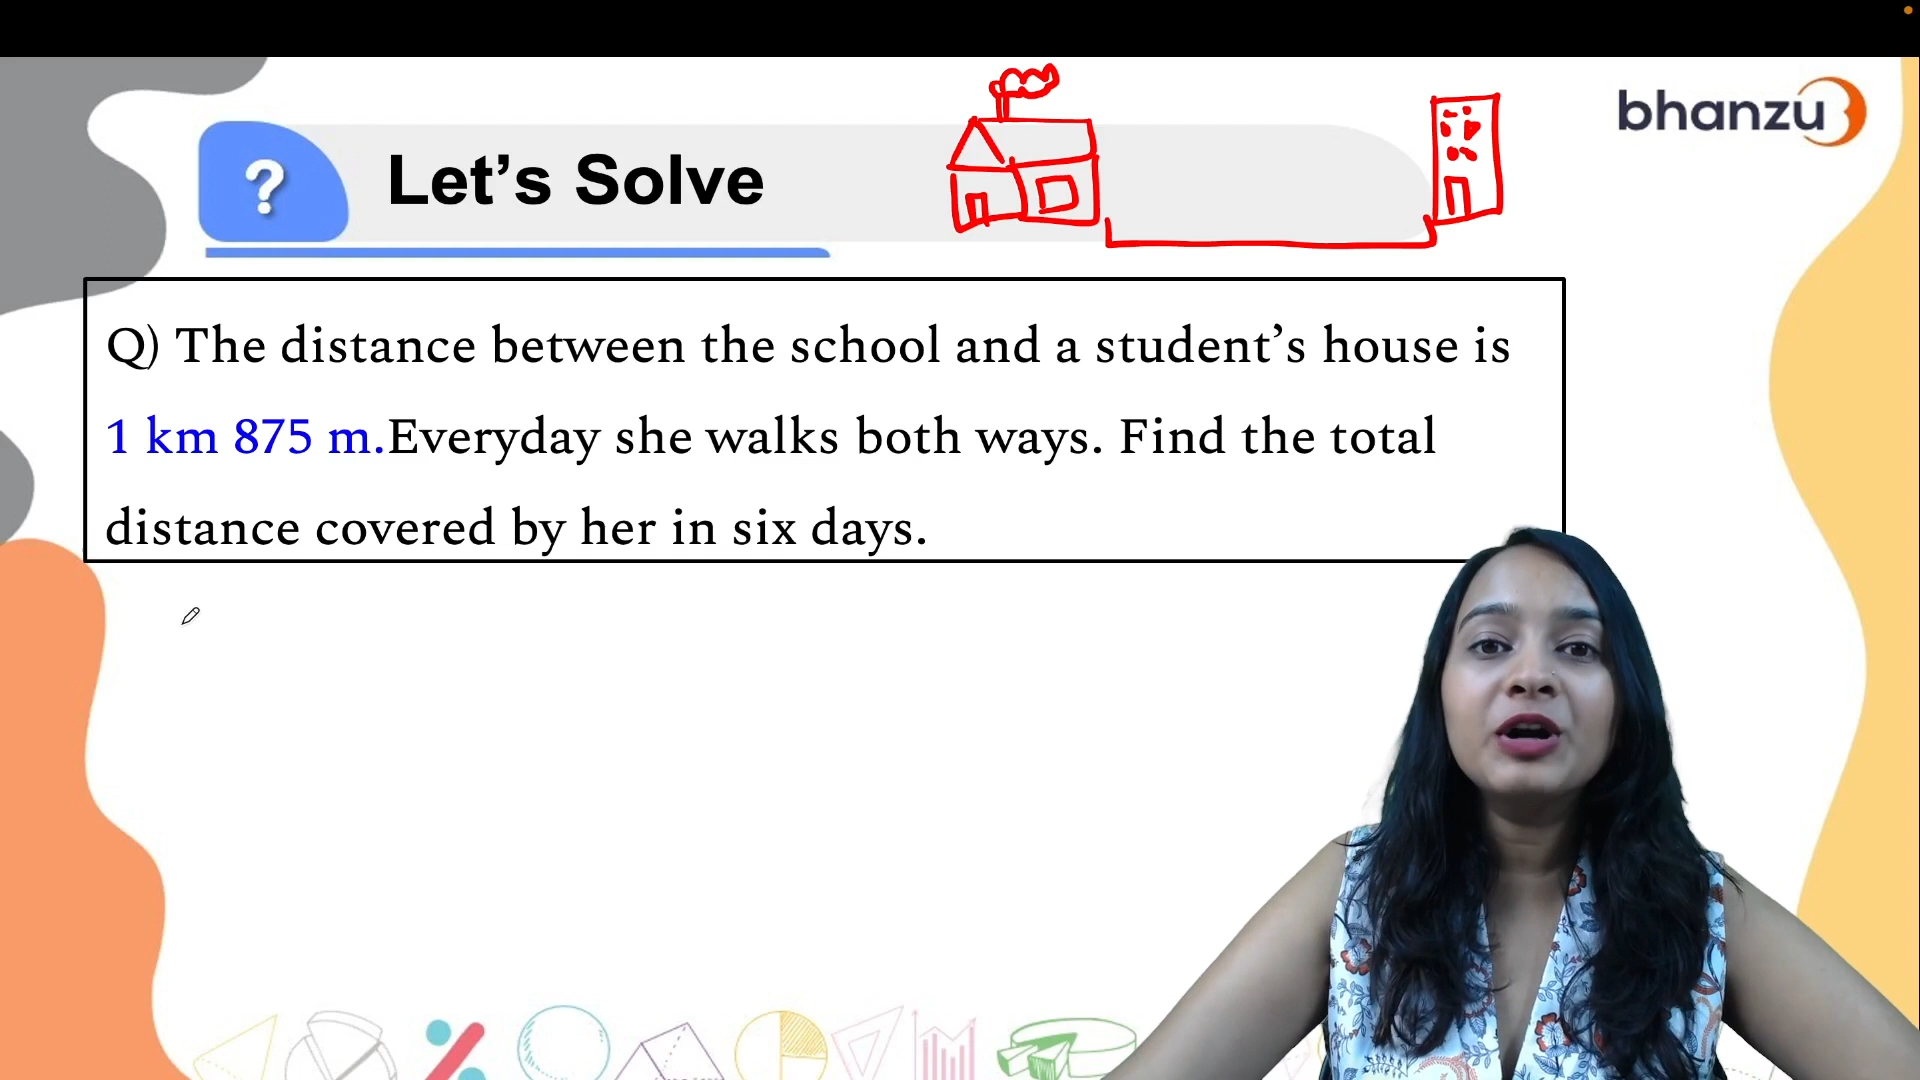 bhanzu
?
Let’s Solve
Q) The distance between the school and a student’s house is
1 km 875 m.Everyday she walks both ways. Find the total
distance covered by her in six days.